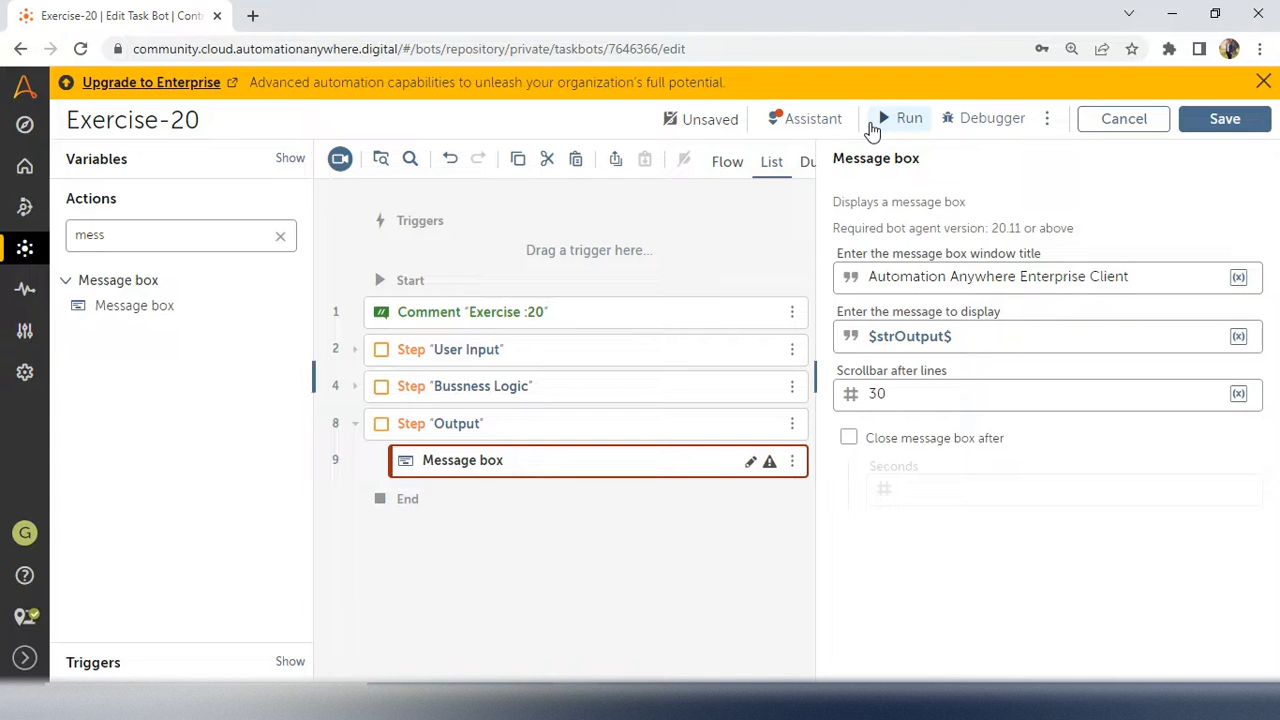 Exercise-20 | Edit Task Bot | Cont
community.cloud.automationanywhere.digital/#/bots/repository/private/taskbots/7646366/edit
Upgrade to Enterprise Advanced automation capabilities to unleash your organization's full potential.
Exercise-20
Unsaved
Assistant
Run
Debugger
Cancel
Save
Variables
Show
Actions
mess
Message box
Message box
Triggers
Show
Flow
List
Du
Triggers
Drag a trigger here...
Start
1 Comment "Exercise :20"
2 Step "User Input"
4 Step "Bussness Logic"
8 Step "Output"
9 Message box
End
Message box
Displays a message box
Required bot agent version: 20.11 or above
Enter the message box window title
Automation Anywhere Enterprise Client
(x)
Enter the message to display
$strOutput$
(x)
Scrollbar after lines
# 30
(x)
Close message box after
Seconds
#
G